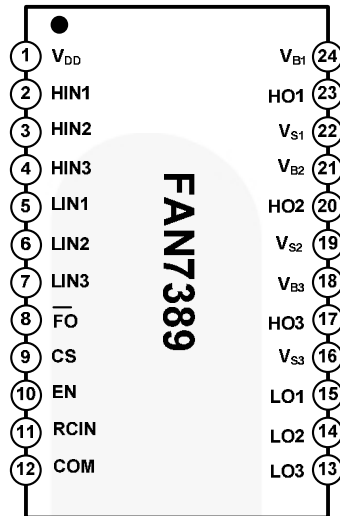 1 VDD VB1 24
2 HIN1 HO1 23
3 HIN2 VS1 22
4 HIN3 VB2 21
5 LIN1 HO2 20
6 LIN2 VS2 19
7 LIN3 VB3 18
8 F̅O̅ HO3 17
9 CS VS3 16
10 EN LO1 15
11 RCIN LO2 14
12 COM LO3 13
FAN7389